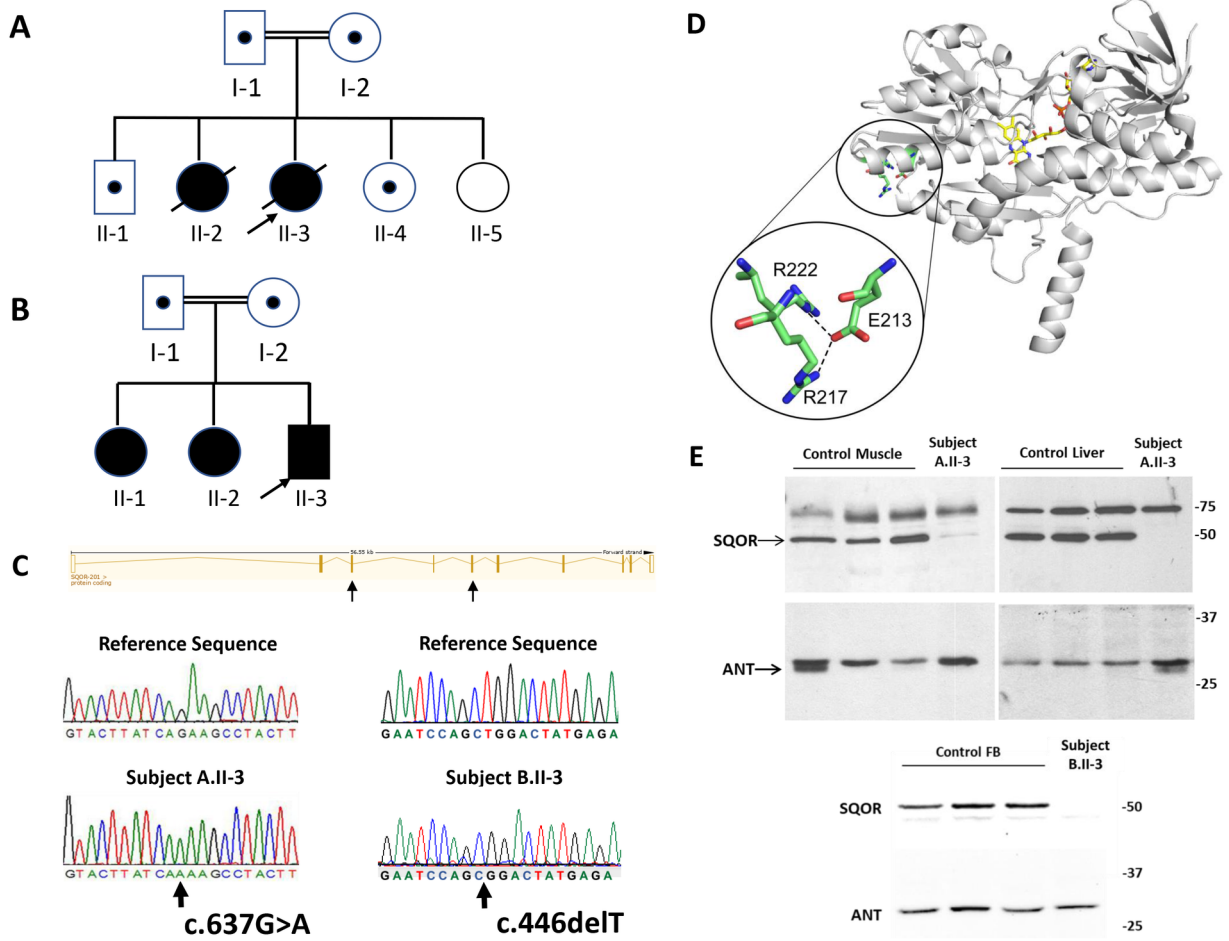 A
I-1
I-2
II-1
II-2
II-3
II-4
II-5
B
I-1
I-2
II-1
II-2
II-3
C
56.55 kb
Forward strand
SQOR-201 >
protein coding
Reference Sequence
GTACTTATCAGAAGCCTACTT
Reference Sequence
GAATCCAGCTGGACTATGAGA
Subject A.II-3
GTACTTATCAAAAGCCTACTT
c.637G>A
Subject B.II-3
GAATCCAGCGGACTATGAGA
c.446delT
D
R222
E213
R217
E
Control Muscle
Subject
A.II-3
Control Liver
Subject
A.II-3
SQOR
-75
-50
ANT
-37
-25
Control FB
Subject
B.II-3
SQOR
-50
-37
ANT
-25